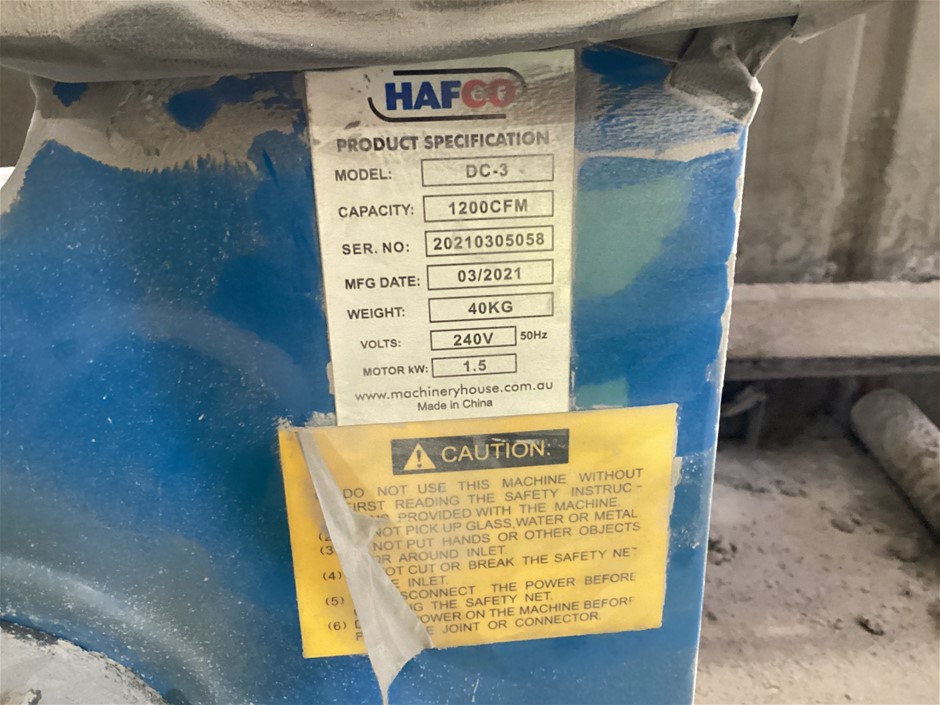 HAFCO
PRODUCT SPECIFICATION
MODEL: DC-3
CAPACITY: 1200CFM
SER. NO: 20210305058
MFG DATE: 03/2021
WEIGHT: 40KG
VOLTS: 240V 50Hz
MOTOR kW: 1.5
www.machineryhouse.com.au
Made in China
CAUTION:
DO NOT USE THIS MACHINE WITHOUT
FIRST READING THE SAFETY INSTRUC-
PROVIDED WITH THE MACHINE.
NOT PICK UP GLASS, WATER OR METAL
(3) NOT PUT HANDS OR OTHER OBJECTS
OR AROUND INLET.
(4) CUT OR BREAK THE SAFETY NET
INLET.
(5) DISCONNECT THE POWER BEFORE
THE SAFETY NET.
(6) POWER ON THE MACHINE BEFORE
JOINT OR CONNECTOR.